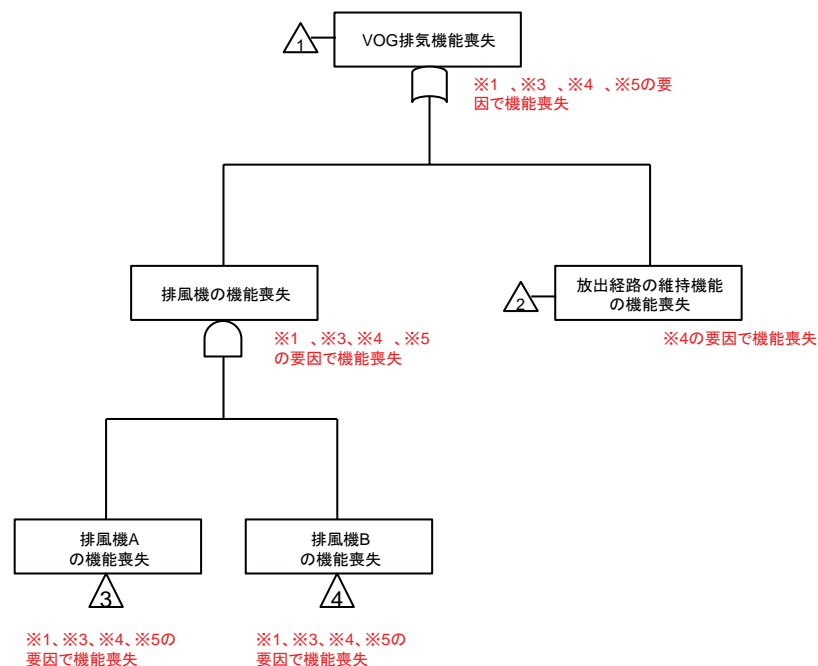 1
VOG排気機能喪失
※1 、※3 、※4 、※5の要
因で機能喪失
排風機の機能喪失
※1 、※3、※4 、※5
の要因で機能喪失
2
放出経路の維持機能
の機能喪失
※4の要因で機能喪失
排風機A
の機能喪失
3
※1、※3、※4、※5の
要因で機能喪失
排風機B
の機能喪失
4
※1、※3、※4、※5の
要因で機能喪失